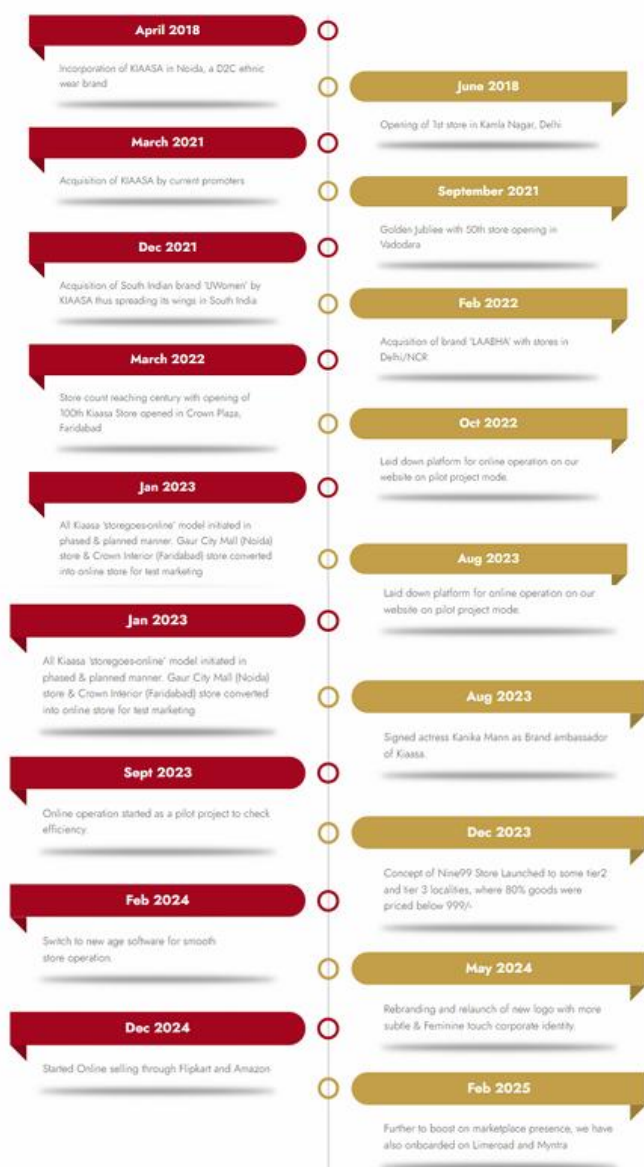 April 2018
Incorporation of KIAASA in Noida, a D2C ethnic
wear brand
June 2018
Opening of 1st store in Kamla Nagar, Delhi
March 2021
Acquisition of KIAASA by current promoters
September 2021
Golden Jubliee with 50th store opening in
Vadodara
Dec 2021
Acquisition of South Indian brand 'UWomen' by
KIAASA thus spreading its wings in South India
Feb 2022
Acquisition of brand 'LAABHA' with stores in
Delhi/NCR
March 2022
Store count reaching century with opening of
100th Kiaasa Store opened in Crown Plaza,
Faridabad
Oct 2022
Laid down platform for online operation on our
website on pilot project mode.
Jan 2023
All Kiaasa 'storegoes-online' model initiated in
phased & planned manner. Gaur City Mall (Noida)
store & Crown Interior (Faridabad) store converted
into online store for test marketing
Aug 2023
Laid down platform for online operation on our
website on pilot project mode.
Jan 2023
All Kiaasa 'storegoes-online' model initiated in
phased & planned manner. Gaur City Mall (Noida)
store & Crown Interior (Faridabad) store converted
into online store for test marketing
Aug 2023
Signed actress Kanika Mann as Brand ambassador
of Kiaasa.
Sept 2023
Online operation started as a pilot project to check
efficiency.
Dec 2023
Concept of Nine99 Store Launched to some tier2
and tier 3 localities, where 80% goods were
priced below 999/-
Feb 2024
Switch to new age software for smooth
store operation.
May 2024
Rebranding and relaunch of new logo with more
subtle & Feminine touch corporate identity.
Dec 2024
Started Online selling through Flipkart and Amazon
Feb 2025
Further to boost on marketplace presence, we have
also onboarded on Limeroad and Myntra